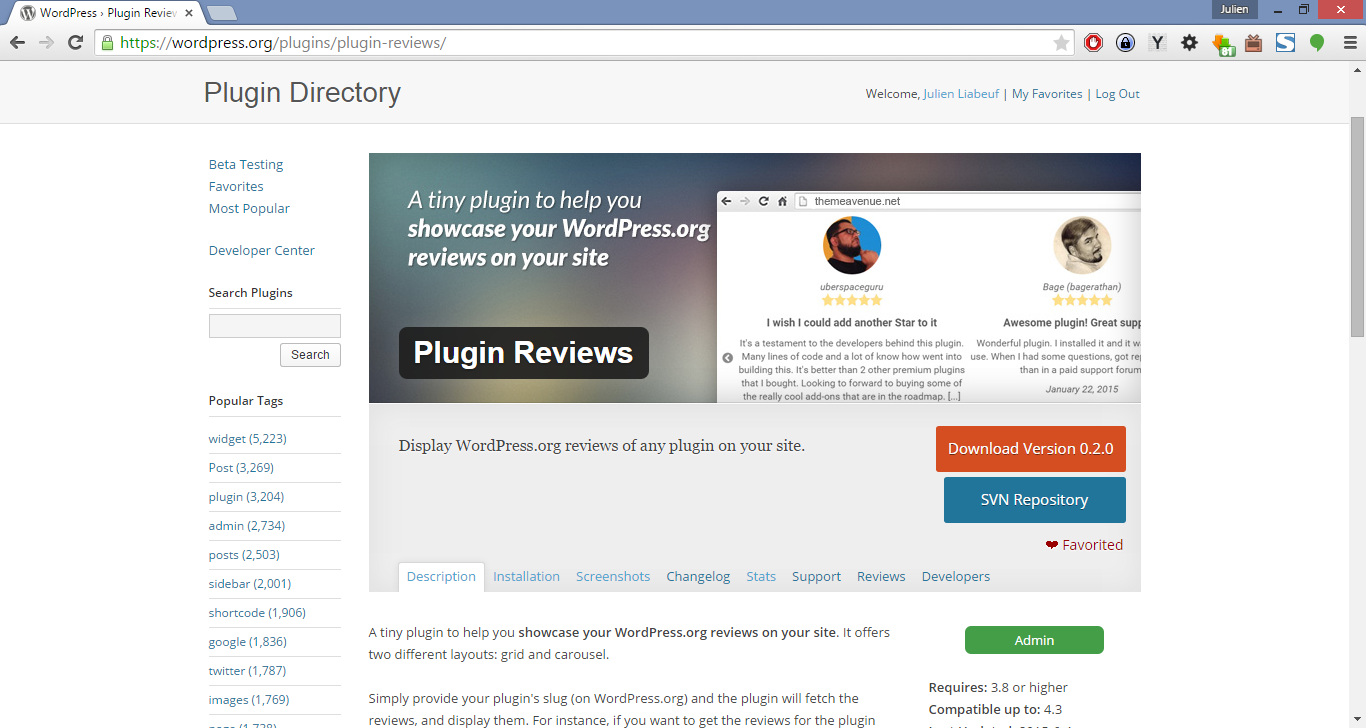 WordPress › Plugin Review
Julien
https://wordpress.org/plugins/plugin-reviews/
81
Plugin Directory
Welcome, Julien Liabeuf | My Favorites | Log Out
Beta Testing
Favorites
Most Popular
Developer Center
Search Plugins
Search
Popular Tags
widget (5,223)
Post (3,269)
plugin (3,204)
admin (2,734)
posts (2,503)
sidebar (2,001)
shortcode (1,906)
google (1,836)
twitter (1,787)
images (1,769)
A tiny plugin to help you
showcase your WordPress.org
reviews on your site
Plugin Reviews
themeavenue.net
uberspaceguru
I wish I could add another Star to it
It's a testament to the developers behind this plugin.
Many lines of code and a lot of know how went into
building this. It's better than 2 other premium plugins
that I bought. Looking to forward to buying some of
the really cool add-ons that are in the roadmap. [...]
Bage (bagerathan)
Awesome plugin! Great supp
Wonderful plugin. I installed it and it w
use. When I had some questions, got rep
than in a paid support forum
January 22, 2015
Display WordPress.org reviews of any plugin on your site.
Download Version 0.2.0
SVN Repository
❤ Favorited
Description Installation Screenshots Changelog Stats Support Reviews Developers
A tiny plugin to help you showcase your WordPress.org reviews on your site. It offers
two different layouts: grid and carousel.
Simply provide your plugin's slug (on WordPress.org) and the plugin will fetch the
reviews, and display them. For instance, if you want to get the reviews for the plugin
Admin
Requires: 3.8 or higher
Compatible up to: 4.3